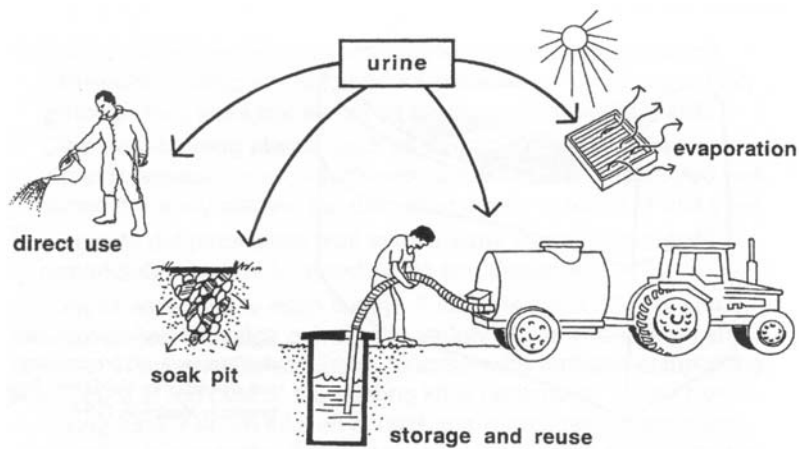 urine
evaporation
direct use
soak pit
storage and reuse